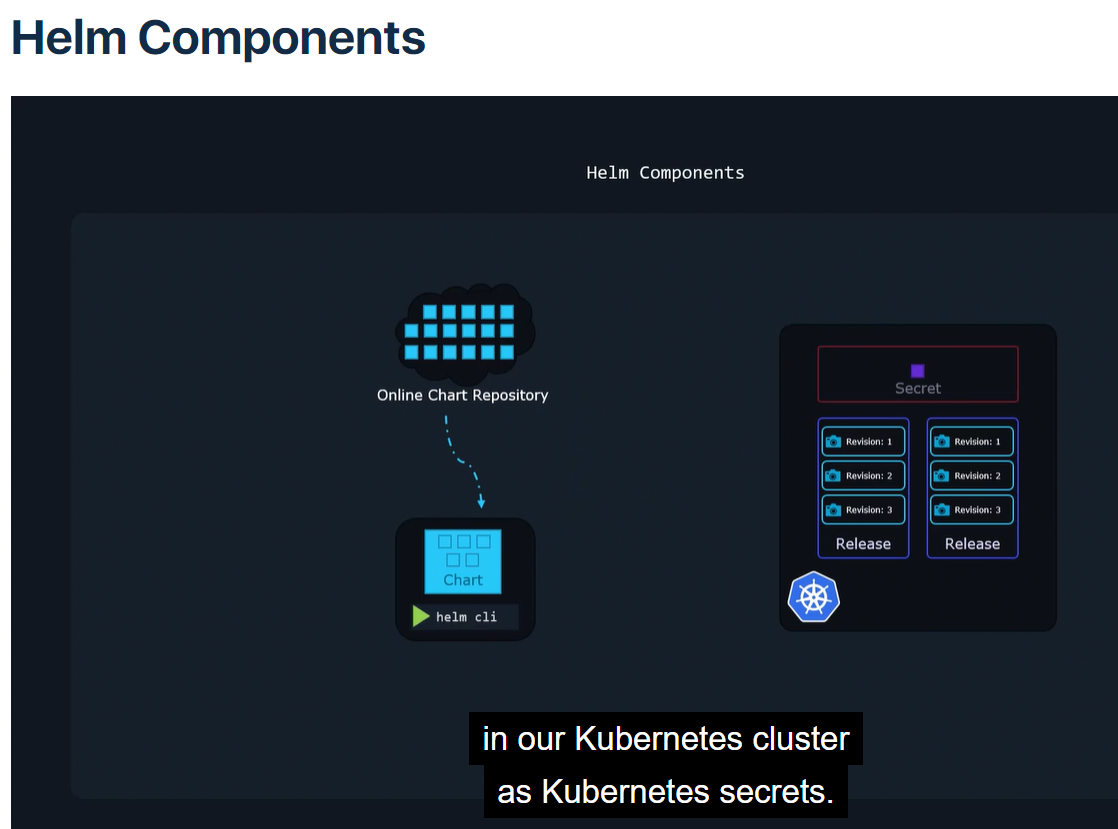 Helm Components
Helm Components
Online Chart Repository
Chart
helm cli
Secret
Revision: 1
Revision: 2
Revision: 3
Release
Revision: 1
Revision: 2
Revision: 3
Release
in our Kubernetes cluster
as Kubernetes secrets.